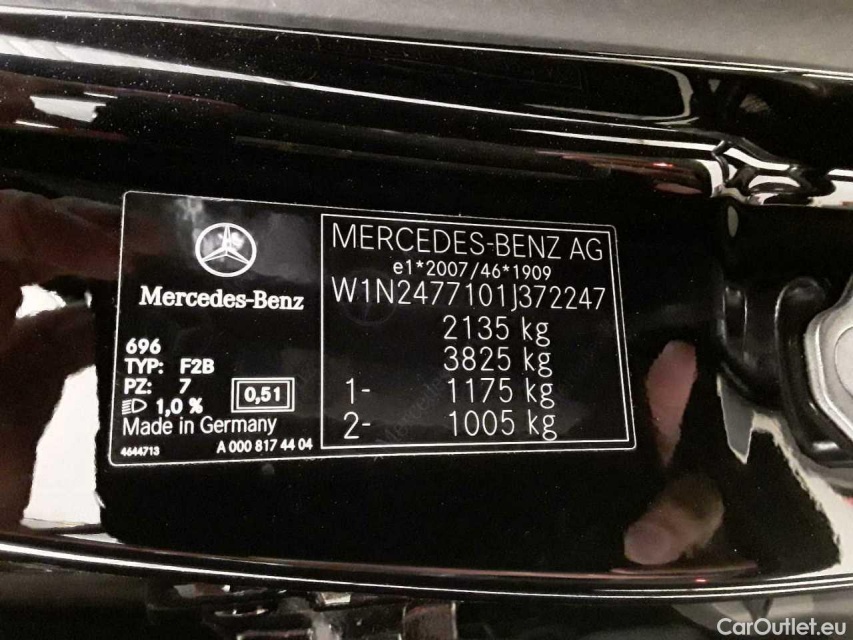 Mercedes-Benz
696
TYP: F2B
PZ: 7
1,0 %
0,51
Made in Germany
4644713 A 000 817 44 04
MERCEDES-BENZ AG
e1*2007/46*1909
W1N2477101J372247
2135 kg
3825 kg
1- 1175 kg
2- 1005 kg
CarOutlet.eu